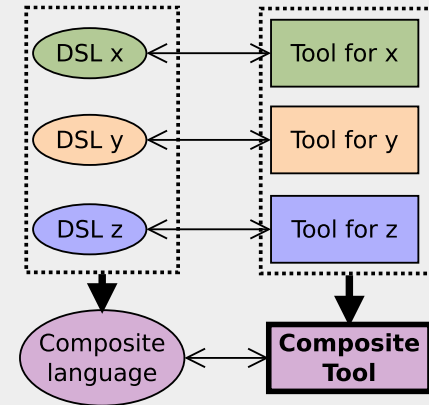 DSL x
Tool for x
DSL y
Tool for y
DSL z
Tool for z
Composite
language
Composite
Tool